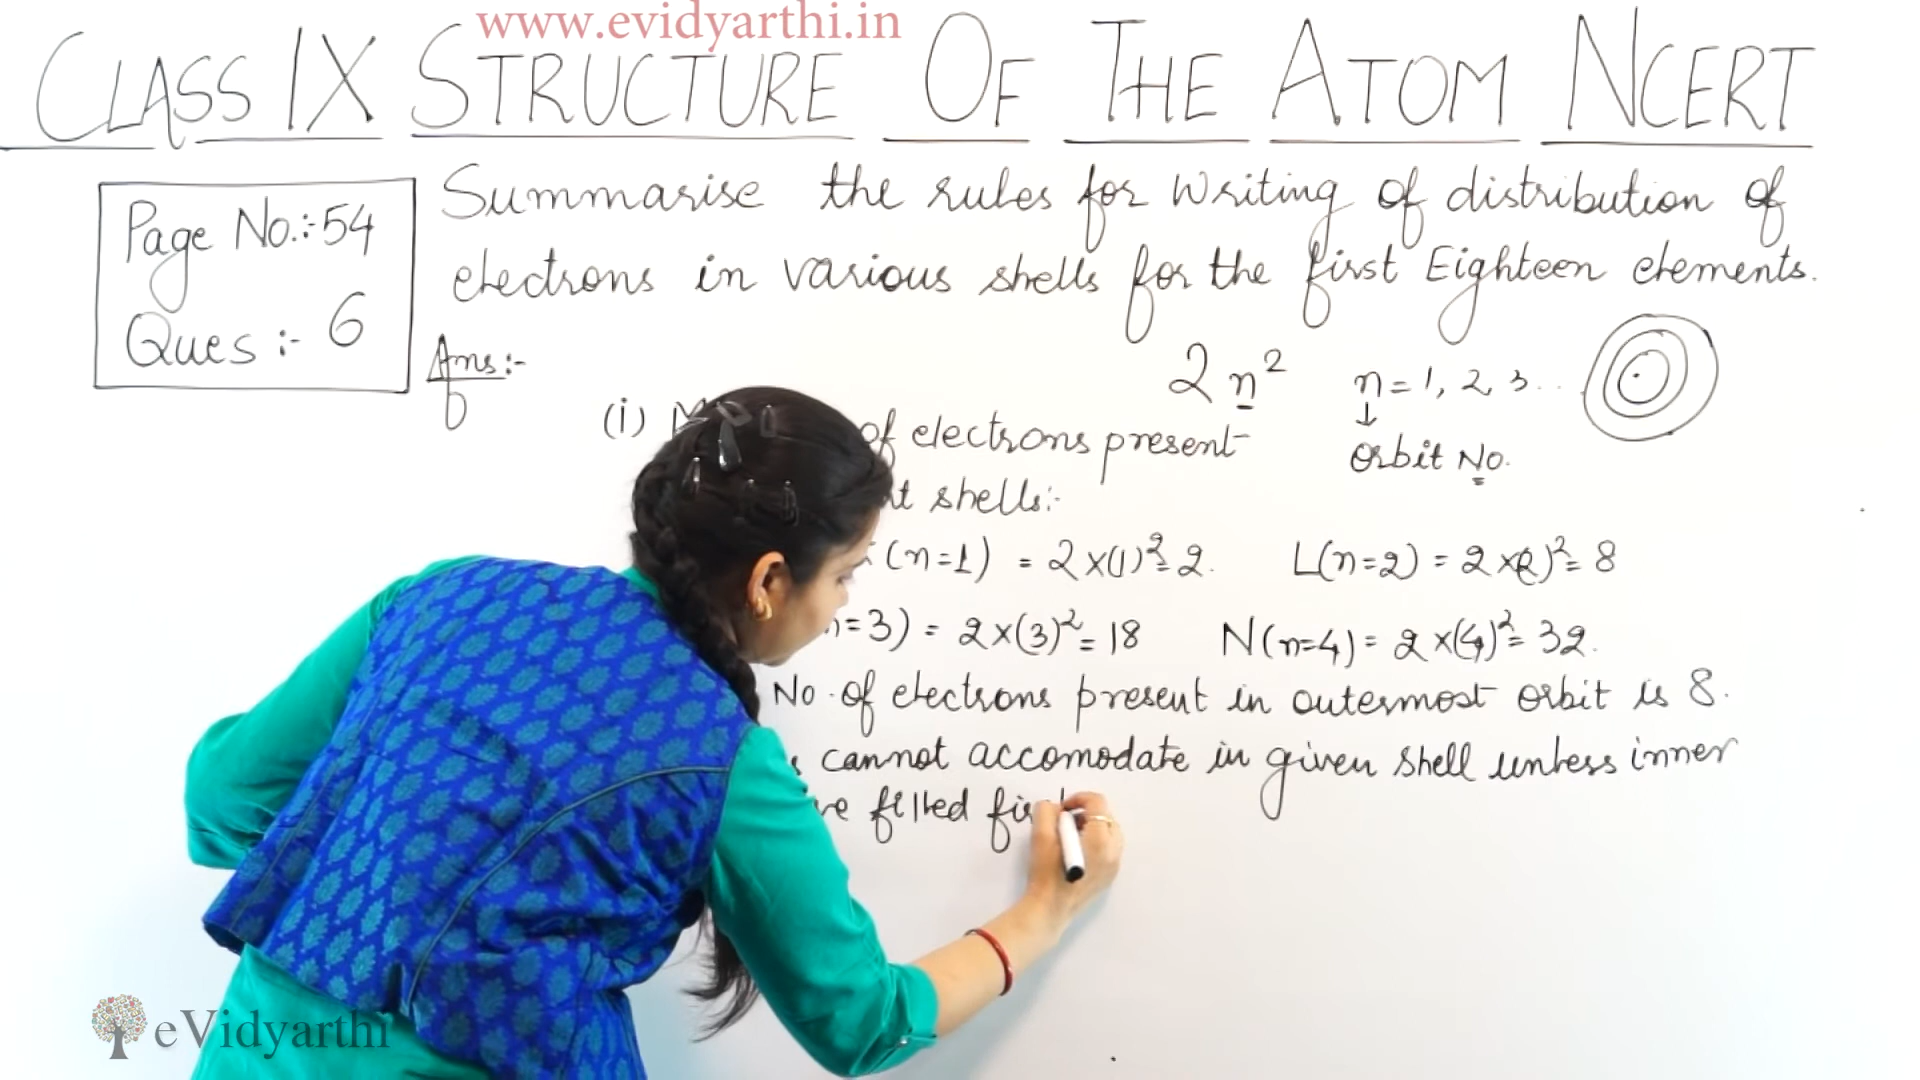 www.evidyarthi.in
CLASS IX STRUCTURE OF THE ATOM NCERT
Page No.:-54
Ques :- 6
Summarise the rules for writing of distribution of
electrons in various shells for the first Eighteen elements.
Ans:-
2n² n = 1, 2, 3...
↓
orbit No.
(i) of electrons present
shells:-
(n=1) = 2×(1)²=2. L(n=2) = 2×(2)²= 8
=3) = 2×(3)²= 18 N(n=4) = 2×(4)²= 32.
No. of electrons present in outermost orbit is 8.
cannot accomodate in given shell unless inner
filled
eVidyarthi